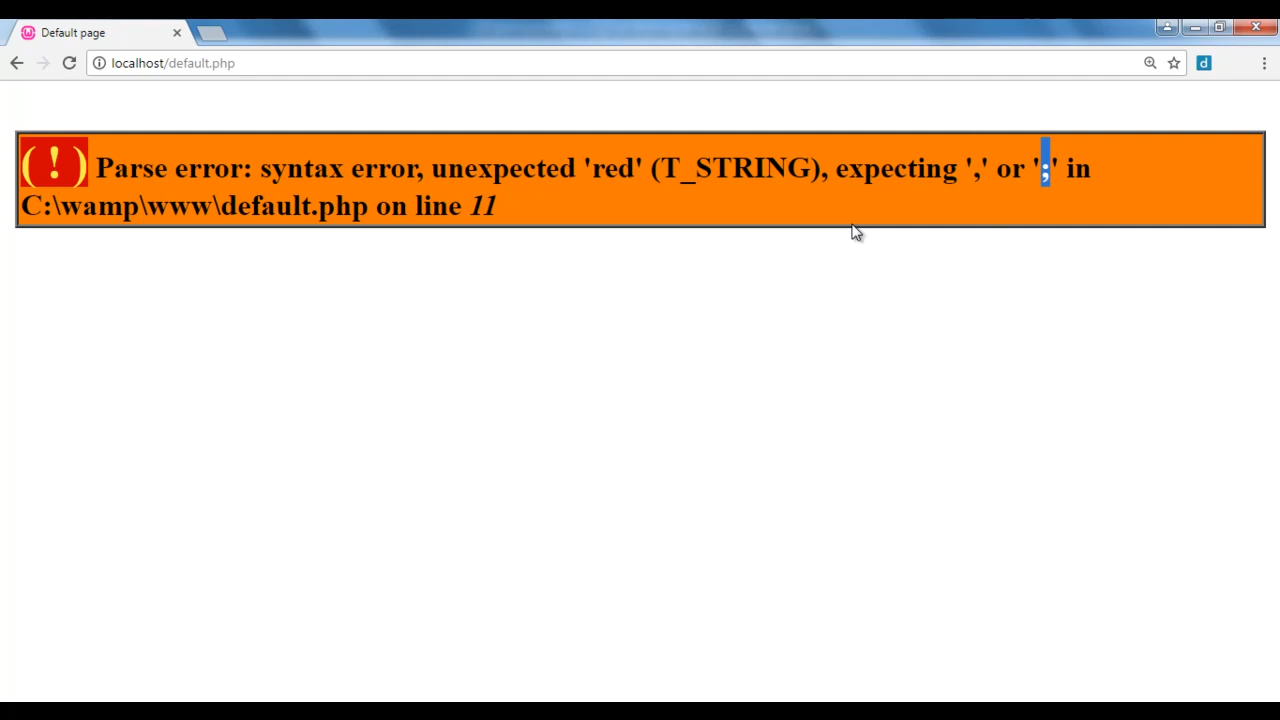 Default page
localhost/default.php
d
( ! ) Parse error: syntax error, unexpected 'red' (T_STRING), expecting ',' or ';' in
C:\wamp\www\default.php on line 11